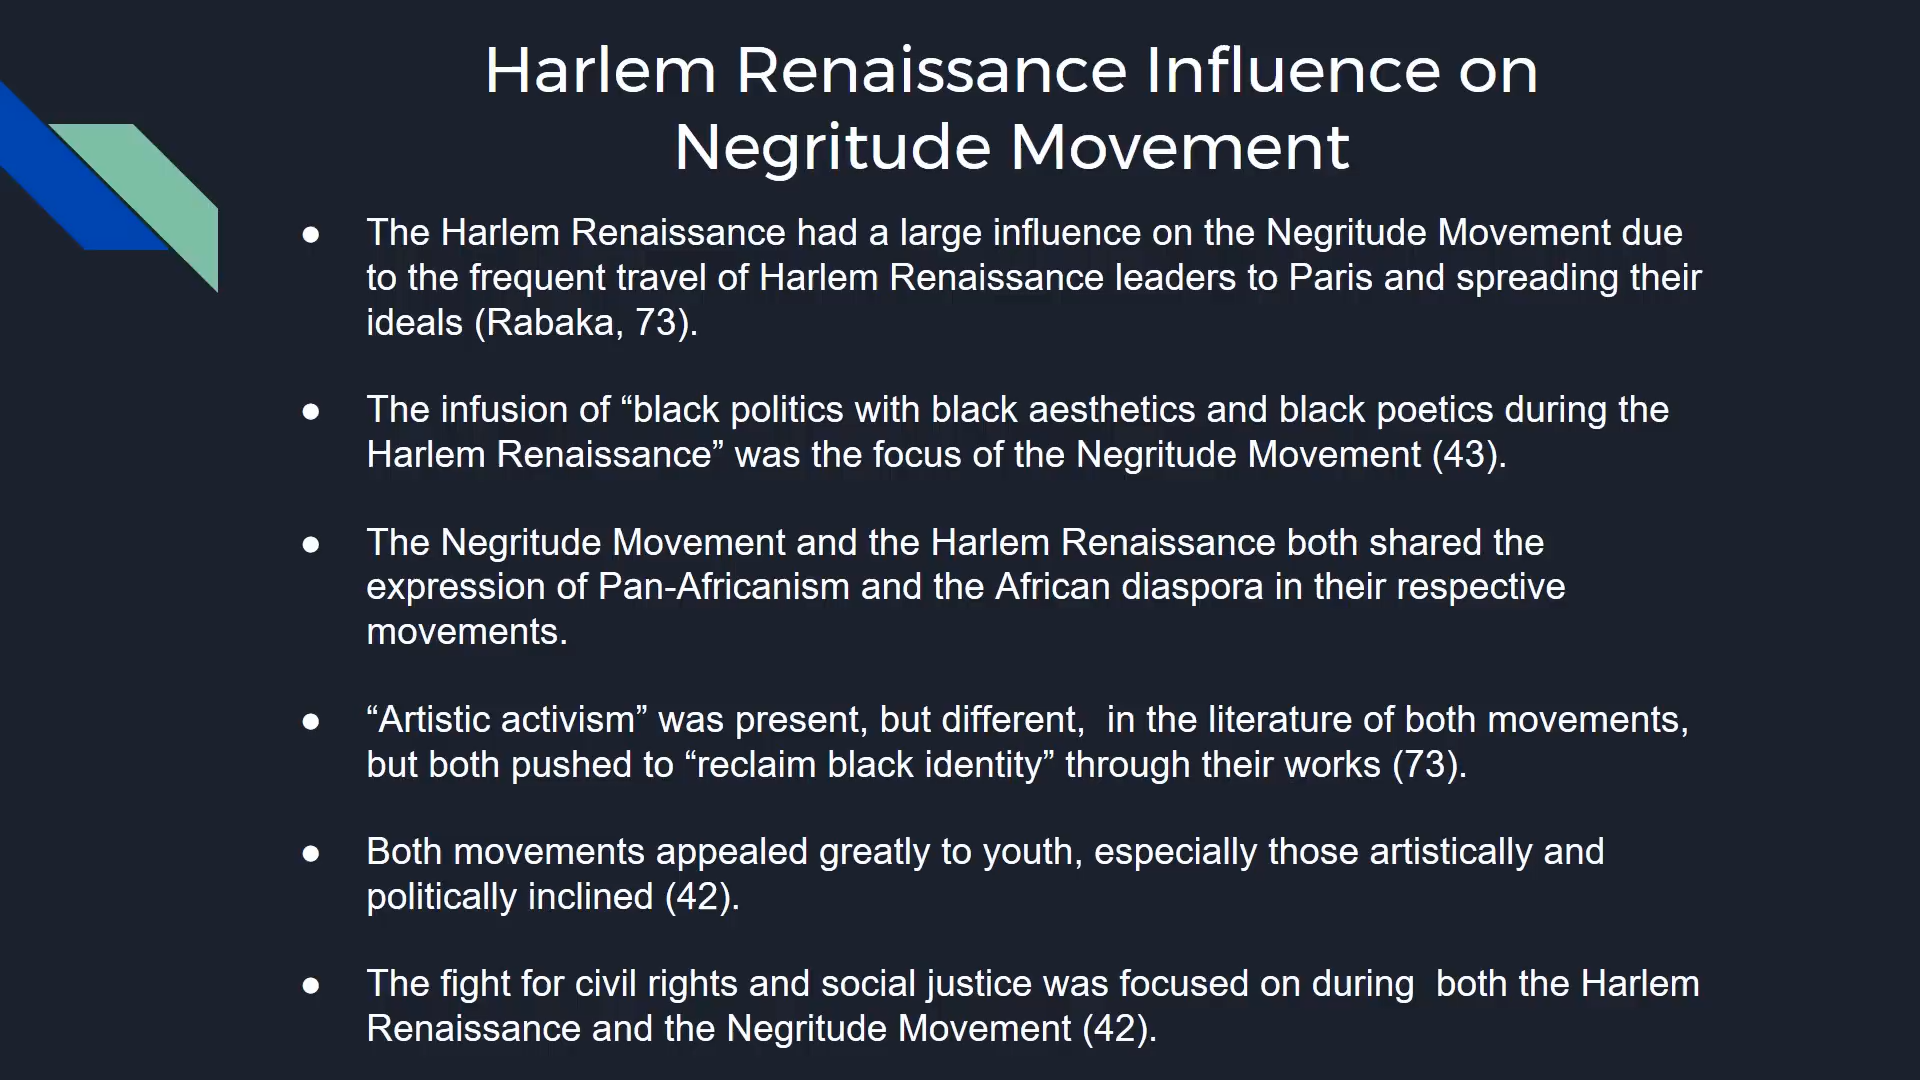 Harlem Renaissance Influence on
Negritude Movement
● The Harlem Renaissance had a large influence on the Negritude Movement due
to the frequent travel of Harlem Renaissance leaders to Paris and spreading their
ideals (Rabaka, 73).
● The infusion of “black politics with black aesthetics and black poetics during the
Harlem Renaissance” was the focus of the Negritude Movement (43).
● The Negritude Movement and the Harlem Renaissance both shared the
expression of Pan-Africanism and the African diaspora in their respective
movements.
● “Artistic activism” was present, but different,  in the literature of both movements,
but both pushed to “reclaim black identity” through their works (73).
● Both movements appealed greatly to youth, especially those artistically and
politically inclined (42).
● The fight for civil rights and social justice was focused on during  both the Harlem
Renaissance and the Negritude Movement (42).